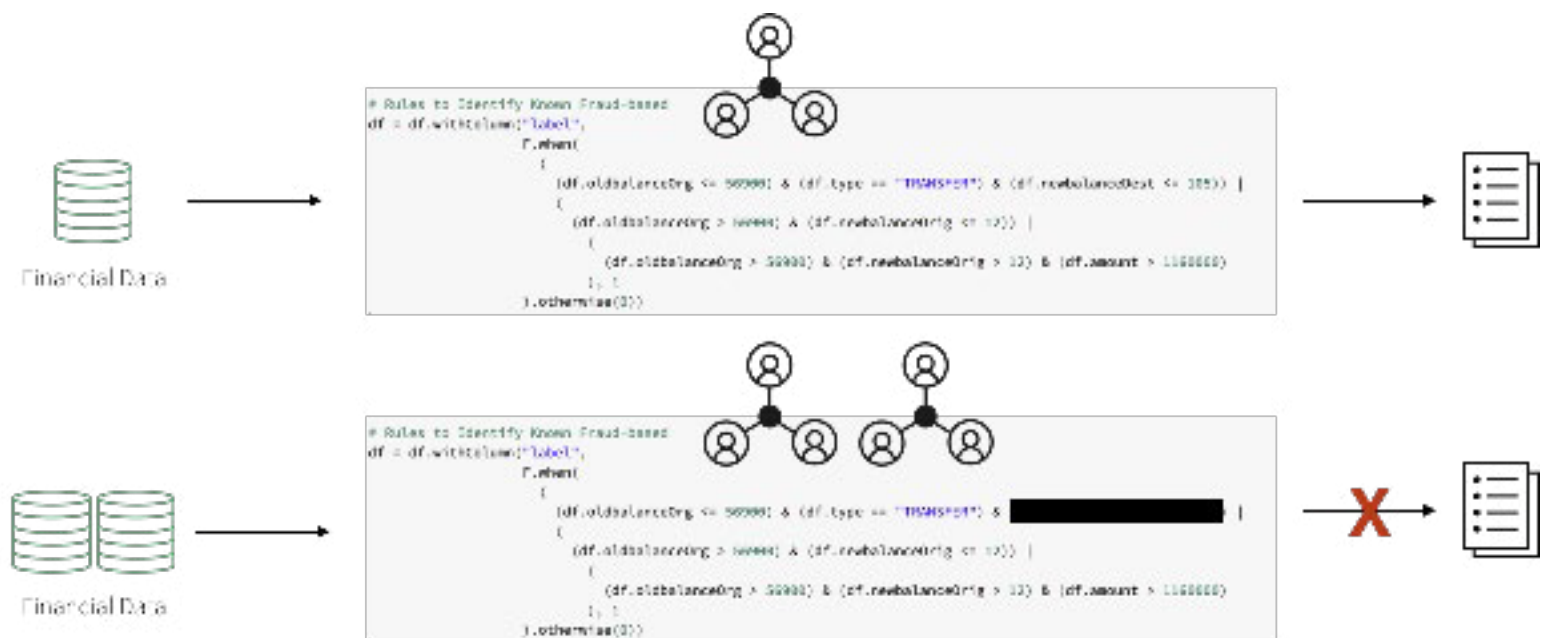 # Rules to Identify Known Fraud-based
df = df.withColumn("label",
F.when(
(
(df.oldbalanceOrg <= 56900) & (df.type == "TRANSFER") & (df.newbalanceDest <= 105)) |
(
(df.oldbalanceOrg > 56900) & (df.newbalanceOrig <= 12)) |
(
(df.oldbalanceOrg > 56900) & (df.newbalanceOrig > 12) & (df.amount > 1160000)
), 1
).otherwise(0))
Financial Data
# Rules to Identify Known Fraud-based
df = df.withColumn("label",
F.when(
(
(df.oldbalanceOrg <= 56900) & (df.type == "TRANSFER") & |
(
(df.oldbalanceOrg > 56900) & (df.newbalanceOrig <= 12)) |
(
(df.oldbalanceOrg > 56900) & (df.newbalanceOrig > 12) & (df.amount > 1160000)
), 1
).otherwise(0))
Financial Data
X